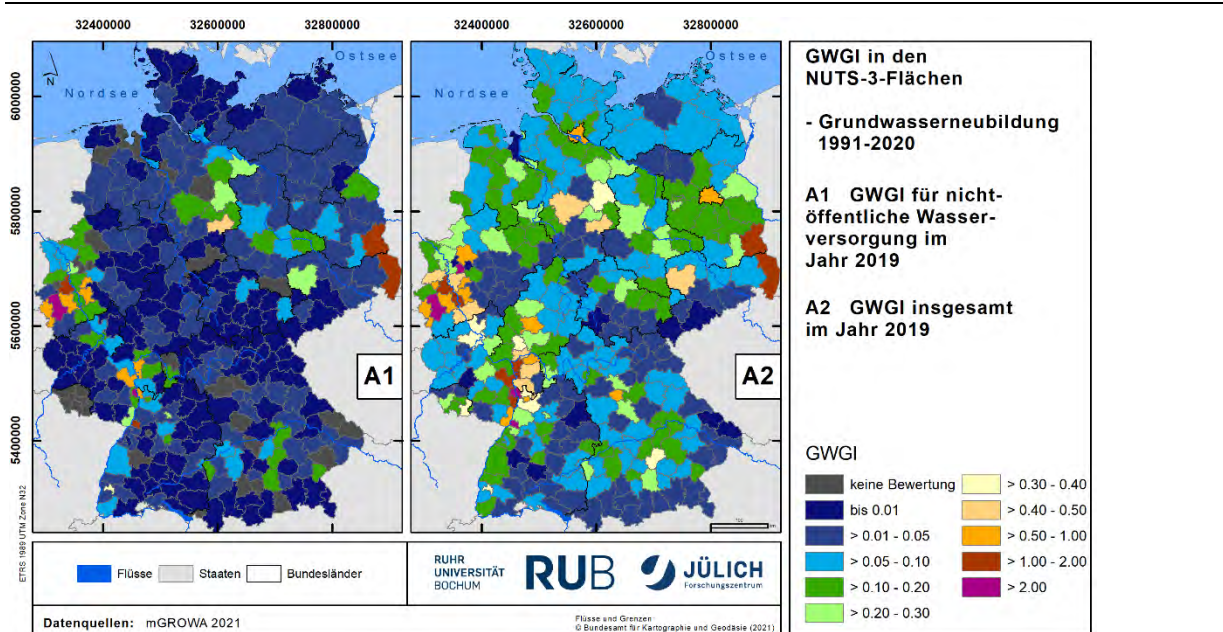 32400000 32600000 32800000
32400000 32600000 32800000
6000000
5800000
5600000
5400000
ETRS 1989 UTM Zone N32
N
Nordsee
Ostsee
A1
Nordsee
Ostsee
A2
km
GWGI in den
NUTS-3-Flächen
- Grundwasserneubildung
1991-2020
A1 GWGI für nicht-
öffentliche Wasser-
versorgung im
Jahr 2019
A2 GWGI insgesamt
im Jahr 2019
GWGI
keine Bewertung
bis 0.01
> 0.01 - 0.05
> 0.05 - 0.10
> 0.10 - 0.20
> 0.20 - 0.30
> 0.30 - 0.40
> 0.40 - 0.50
> 0.50 - 1.00
> 1.00 - 2.00
> 2.00
Flüsse Staaten Bundesländer
RUHR
UNIVERSITÄT
BOCHUM
RUB
JÜLICH
Forschungszentrum
Datenquellen: mGROWA 2021
Flüsse und Grenzen
© Bundesamt für Kartographie und Geodäsie (2021)